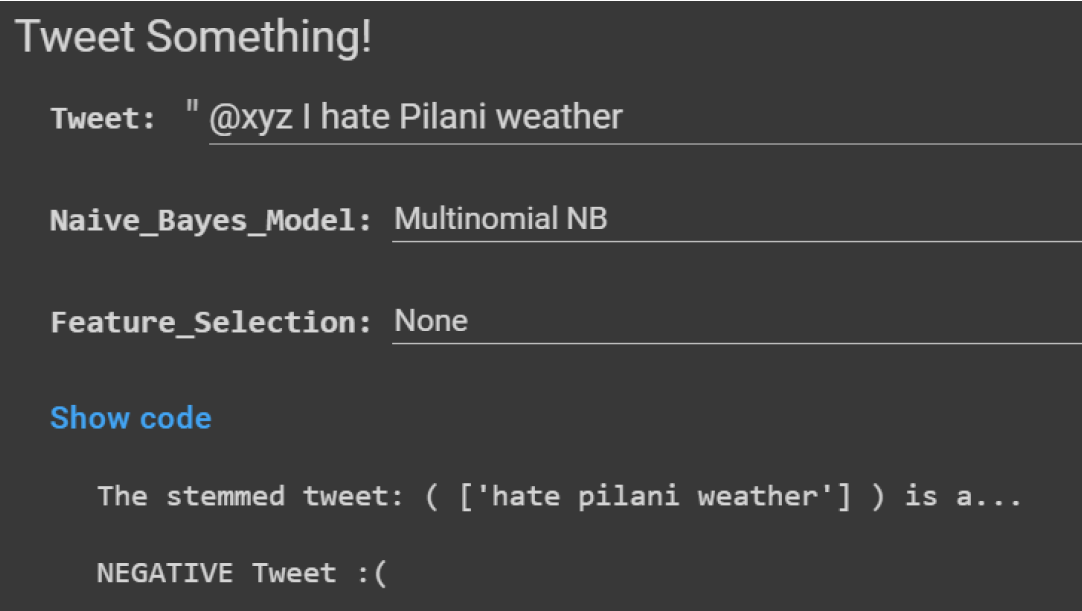 Tweet Something!
Tweet: " @xyz I hate Pilani weather
Naive_Bayes_Model: Multinomial NB
Feature_Selection: None
Show code
The stemmed tweet: ( ['hate pilani weather'] ) is a...
NEGATIVE Tweet :(